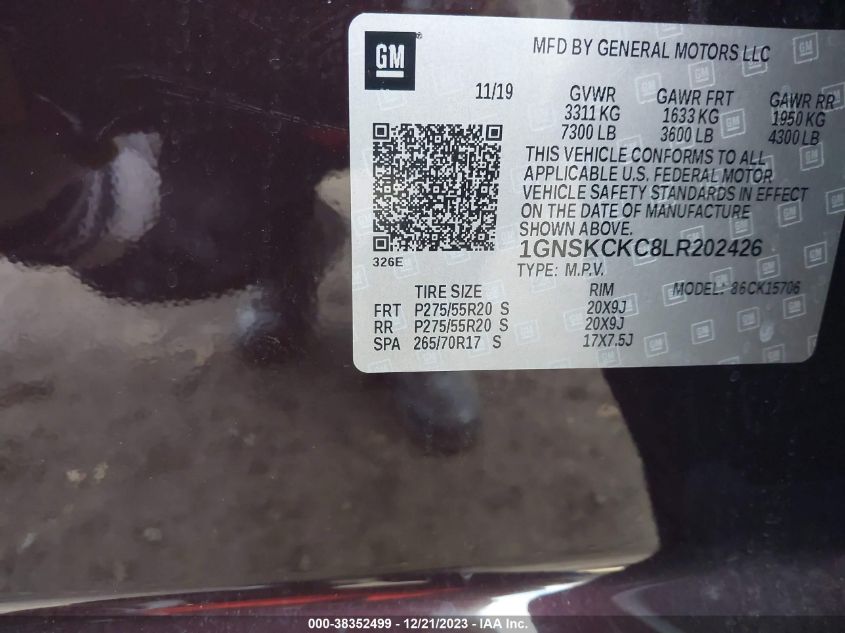 GM
MFD BY GENERAL MOTORS LLC
11/19 GVWR GAWR FRT GAWR RR
3311 KG 1633 KG 1950 KG
7300 LB 3600 LB 4300 LB
THIS VEHICLE CONFORMS TO ALL
APPLICABLE U.S. FEDERAL MOTOR
VEHICLE SAFETY STANDARDS IN EFFECT
ON THE DATE OF MANUFACTURE
SHOWN ABOVE.
1GNSKCKC8LR202426
326E
TYPE: M.P.V.
TIRE SIZE RIM MODEL: 86CK15706
FRT P275/55R20 S 20X9J
RR P275/55R20 S 20X9J
SPA 265/70R17 S 17X7.5J
000-38352499 - 12/21/2023 - IAA Inc.